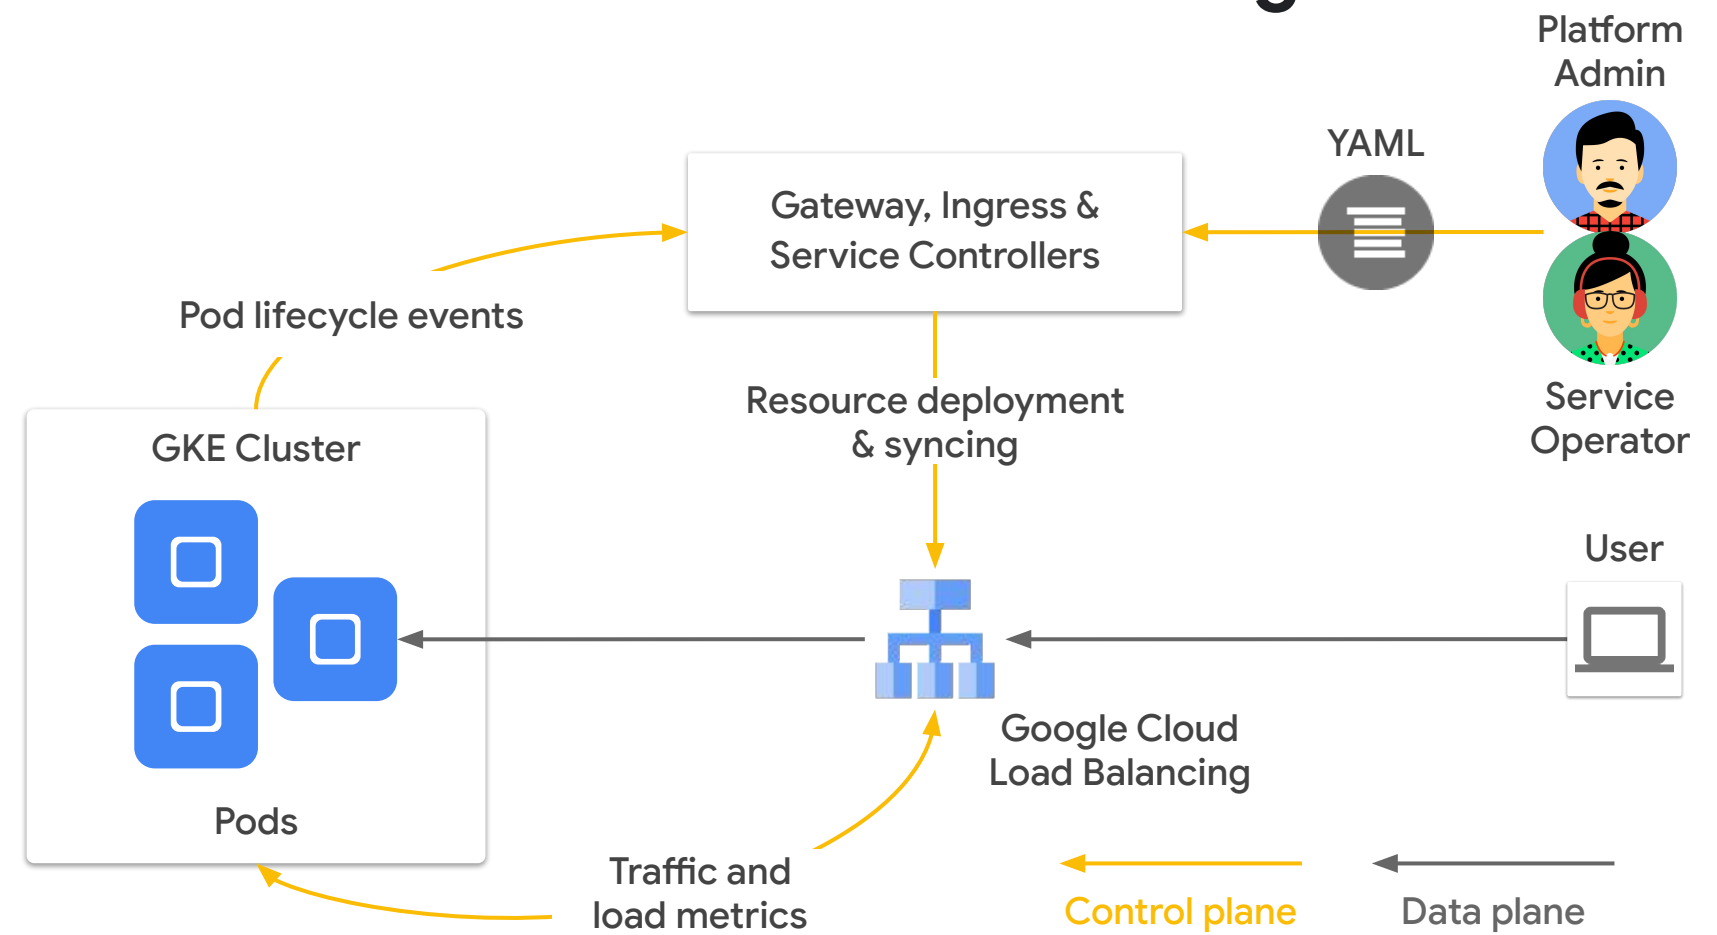 Platform
Admin
YAML
Gateway, Ingress &
Service Controllers
Pod lifecycle events
Resource deployment
& syncing
Service
Operator
GKE Cluster
User
Google Cloud
Load Balancing
Pods
Traffic and
load metrics
Control plane
Data plane